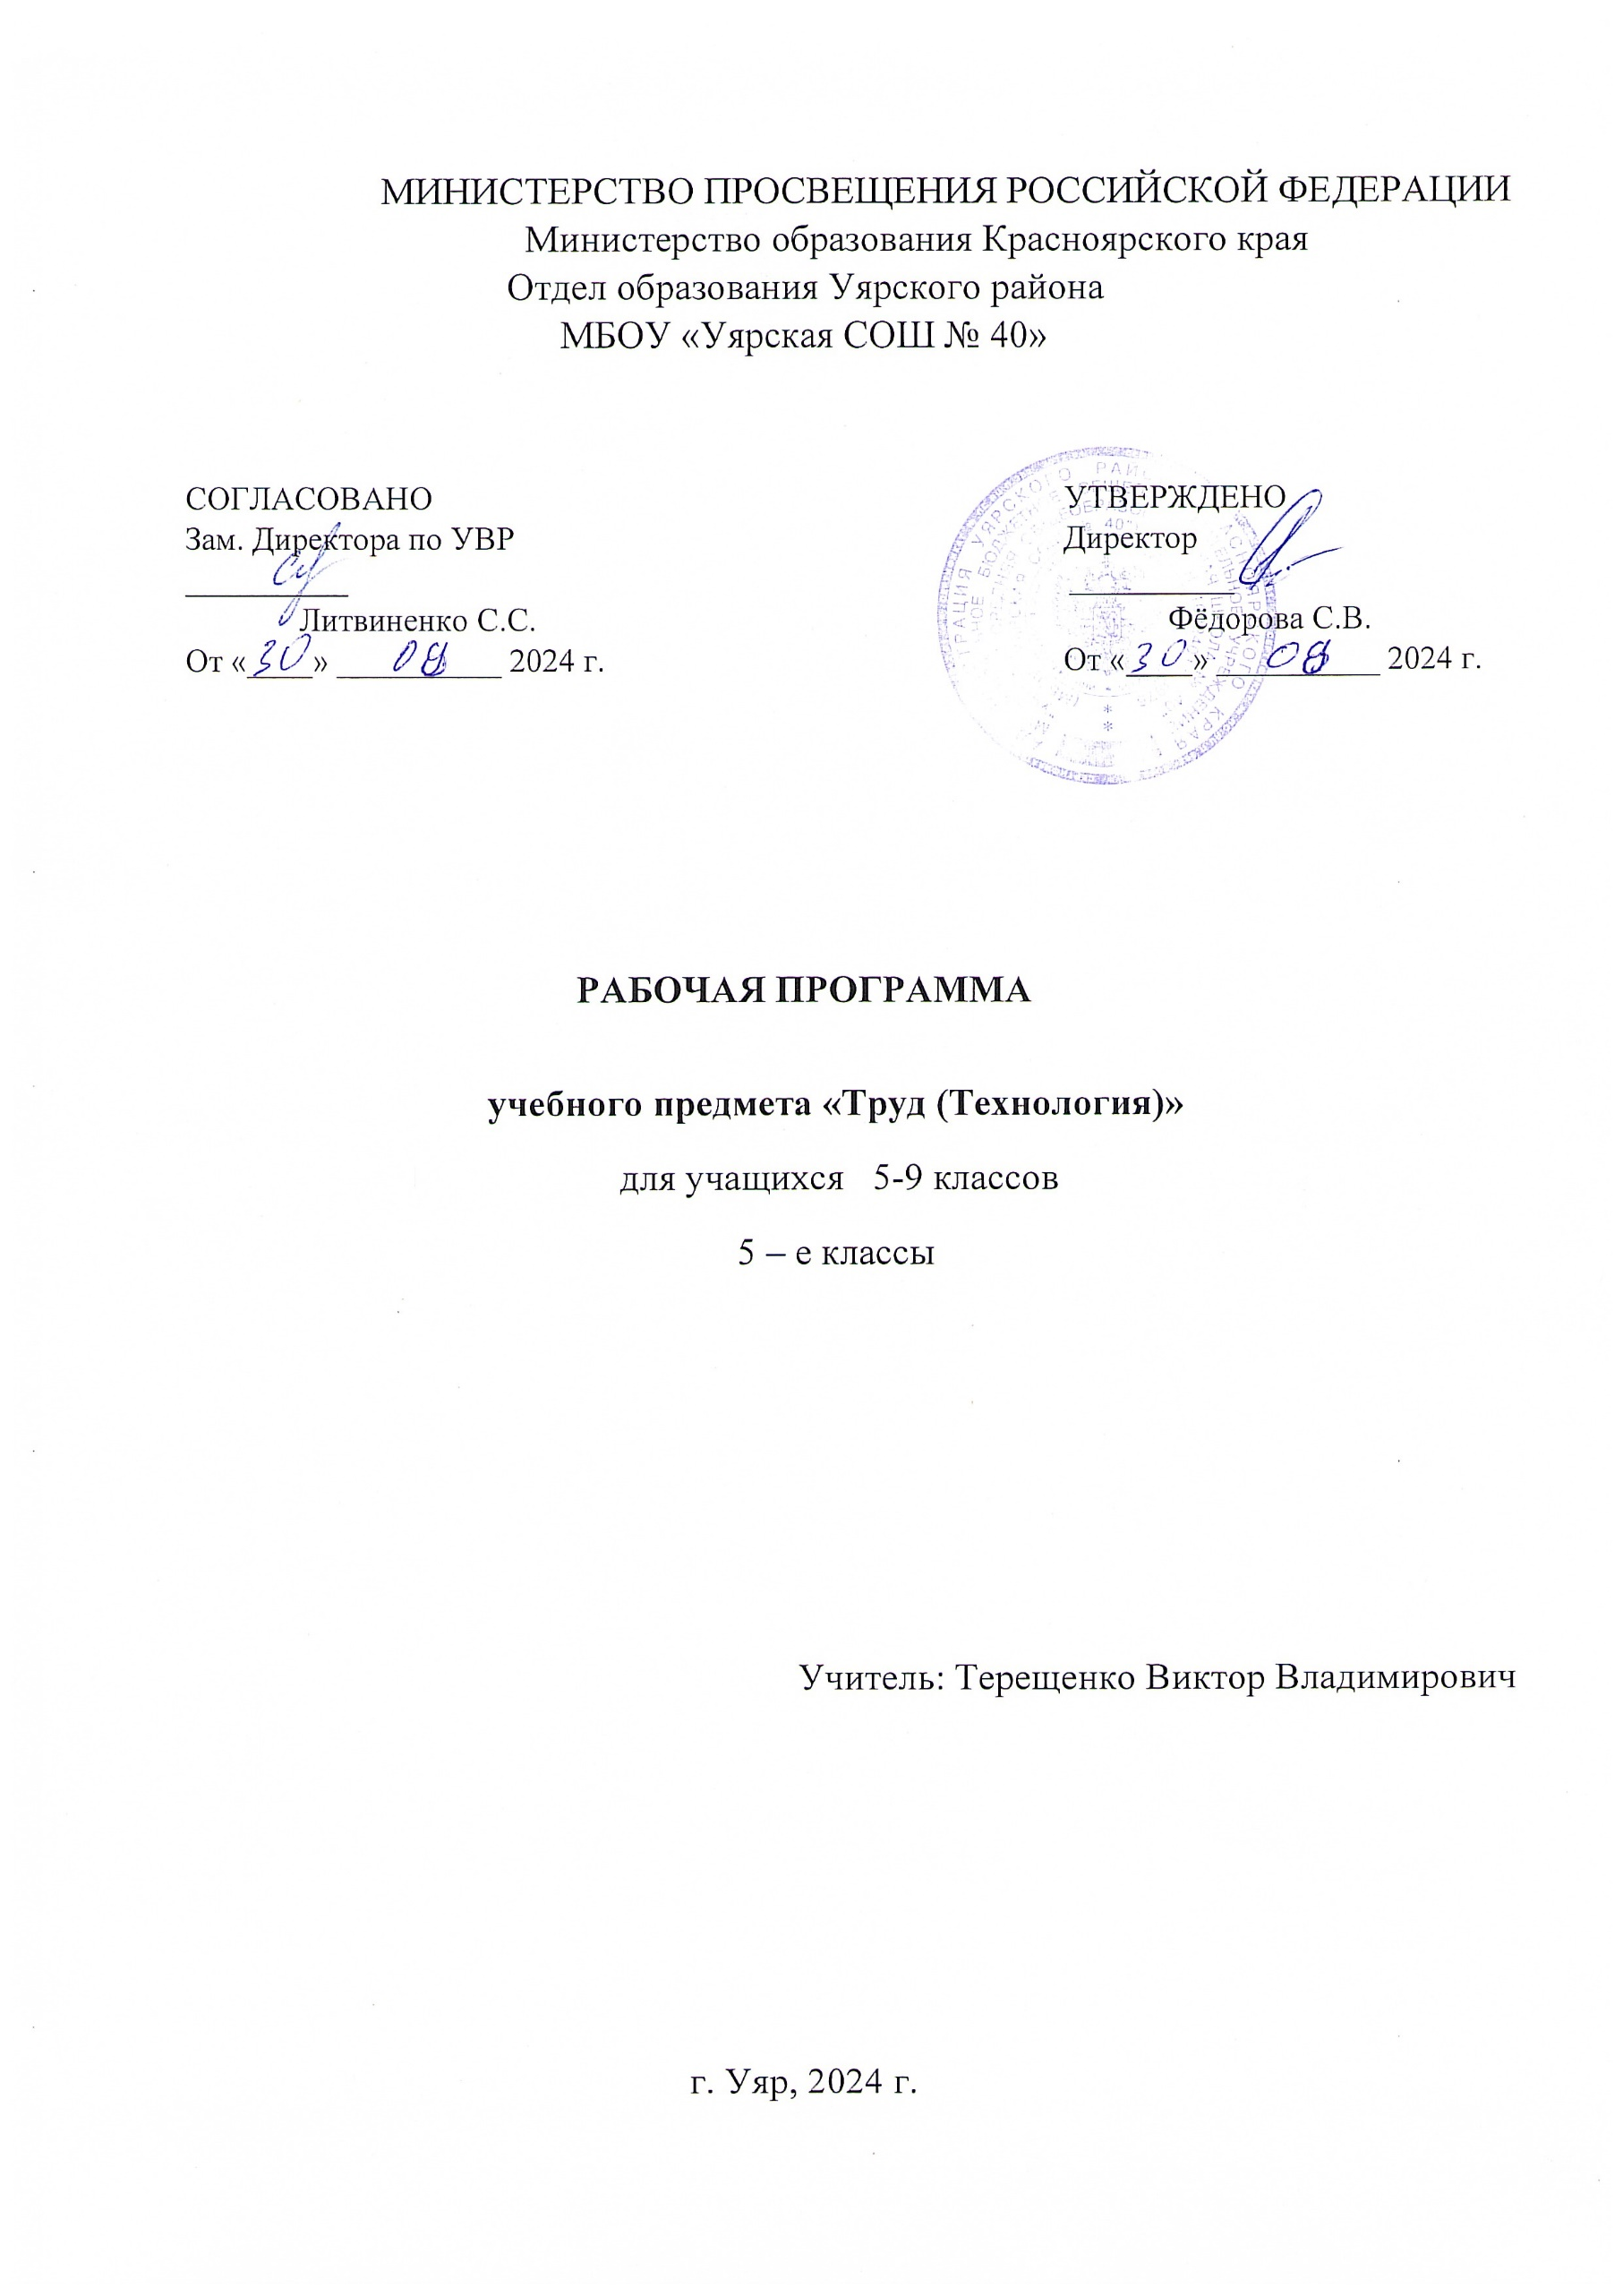 МИНИСТЕРСТВО ПРОСВЕЩЕНИЯ РОССИЙСКОЙ ФЕДЕРАЦИИ
Министерство образования Красноярского края
Отдел образования Уярского района
МБОУ «Уярская СОШ № 40»
СОГЛАСОВАНО
Зам. Директора по УВР
Литвиненко С.С.
От «30» 08 2024 г.
УТВЕРЖДЕНО
Директор
Фёдорова С.В.
От «30» 08 2024 г.
РАБОЧАЯ ПРОГРАММА
учебного предмета «Труд (Технология)»
для учащихся 5-9 классов
5 – е классы
Учитель: Терещенко Виктор Владимирович
г. Уяр, 2024 г.